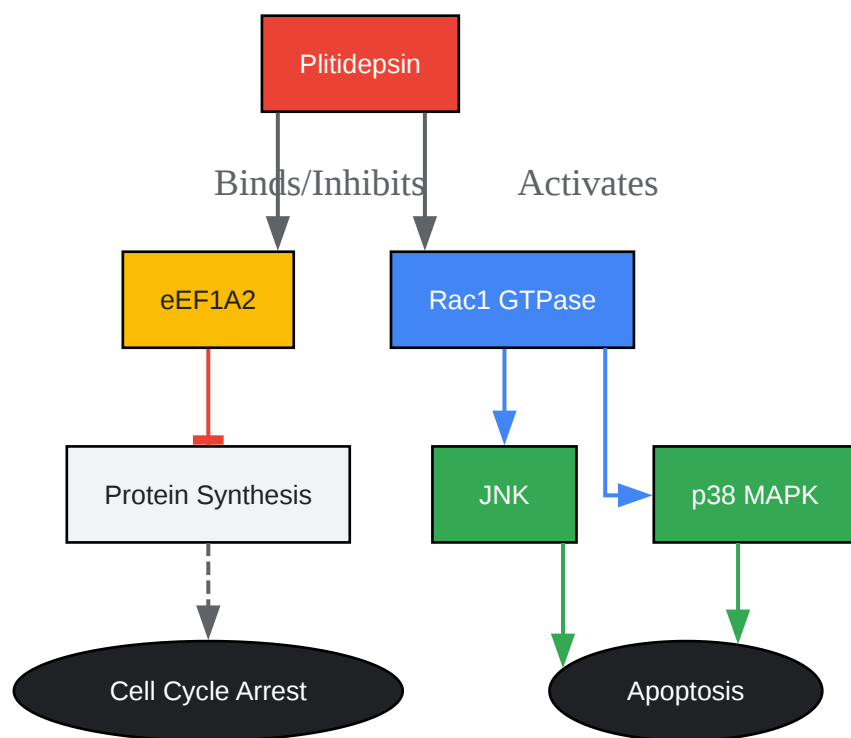 Plitidepsin
Binds/Inhibits
Activates
eEF1A2
Rac1 GTPase
Protein Synthesis
JNK
p38 MAPK
Cell Cycle Arrest
Apoptosis